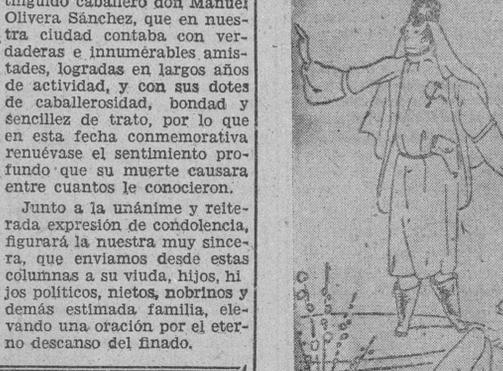 tinguido caballero don Manuel
Olivera Sánchez, que en nues-
tra ciudad contaba con ver-
daderas e innumérables amis-
tades, logradas en largos años
de actividad, y con sus dotes
de caballerosidad, bondad y
sencillez de trato, por lo que
en esta fecha conmemorativa
renuévase el sentimiento pro-
fundo que su muerte causara
entre cuantos le conocieron.
Junto a la unánime y reite-
rada expresión de condolencia,
figurará la nuestra muy since-
ra, que enviamos desde estas
columnas a su viuda, hijos, hi
jos políticos, nietos, nobrinos y
demás estimada familia, ele-
vando una oración por el eter-
no descanso del finado.